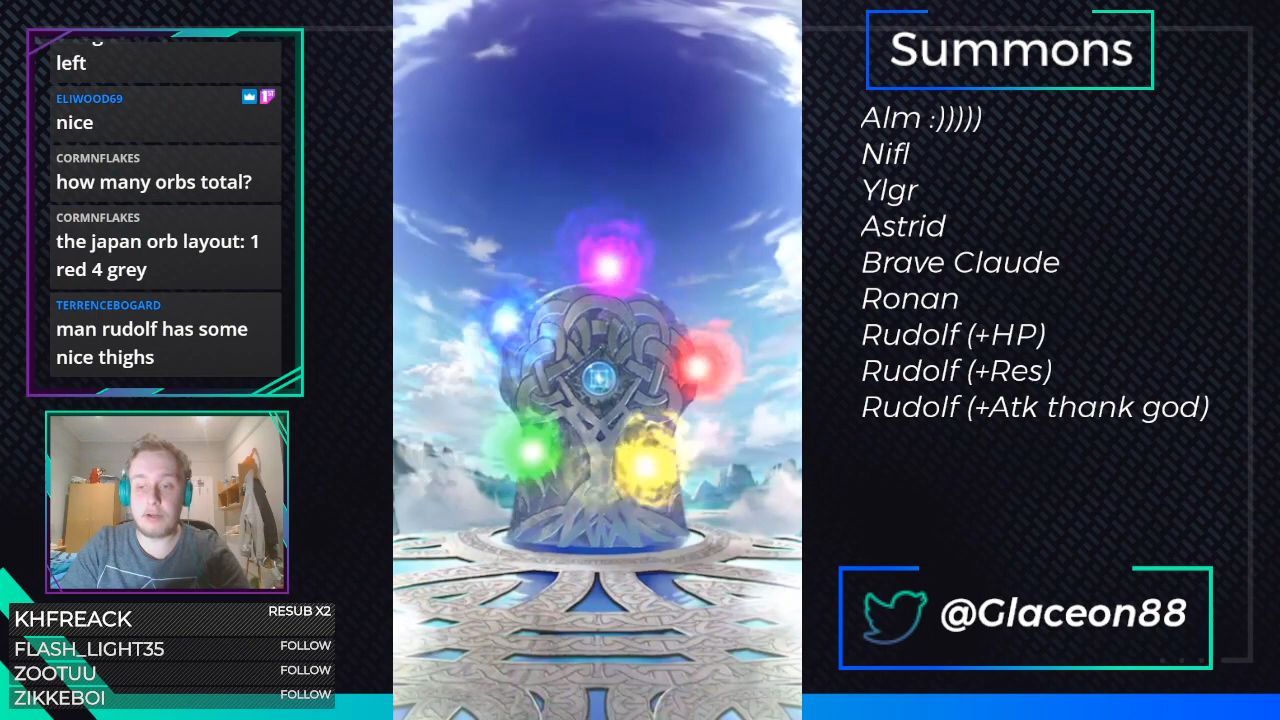 left
ELIWOOD69
nice
CORMNFLAKES
how many orbs total?
CORMNFLAKES
the japan orb layout: 1
red 4 grey
TERRENCEBOGARD
man rudolf has some
nice thighs
KHFREACK RESUB X2
FLASH_LIGHT35 FOLLOW
ZOOTUU FOLLOW
ZIKKEBOI FOLLOW
Summons
Alm :)))))
Nifl
Ylgr
Astrid
Brave Claude
Ronan
Rudolf (+HP)
Rudolf (+Res)
Rudolf (+Atk thank god)
@Glaceon88